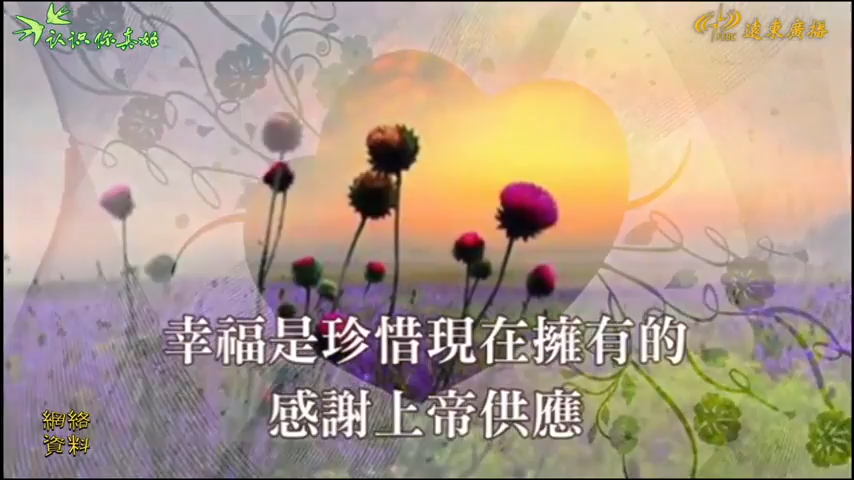 认识你真好
遠東廣播
幸福是珍惜現在擁有的
感謝上帝供應
網絡
資料